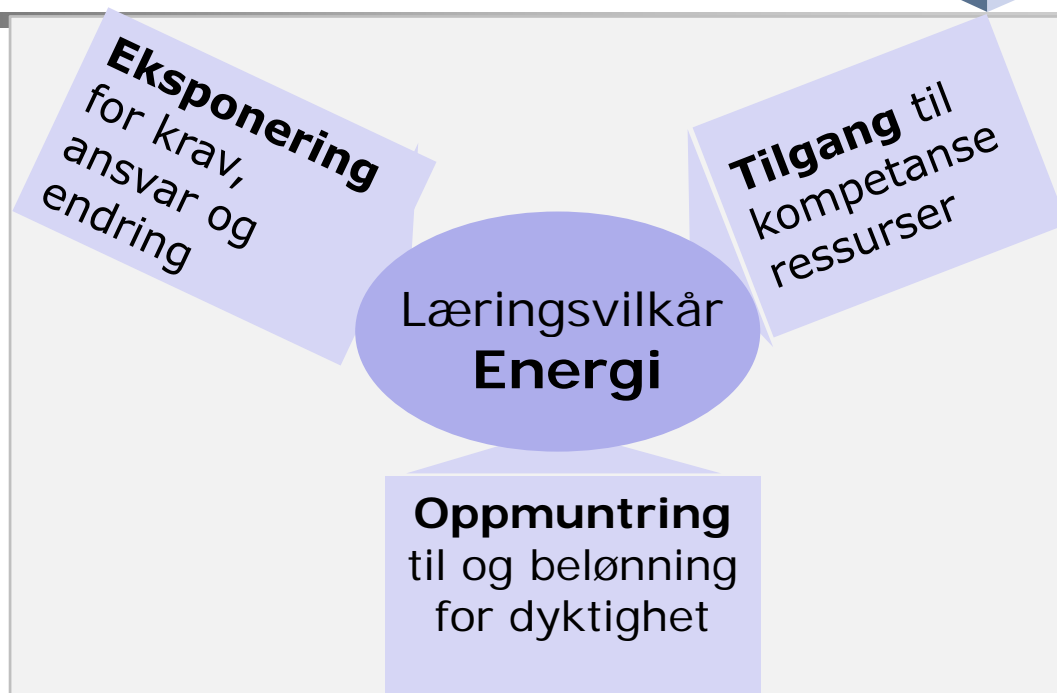 Eksponering
for krav,
ansvar og
endring
Tilgang til
kompetanse
ressurser
Læringsvilkår
Energi
Oppmuntring
til og belønning
for dyktighet